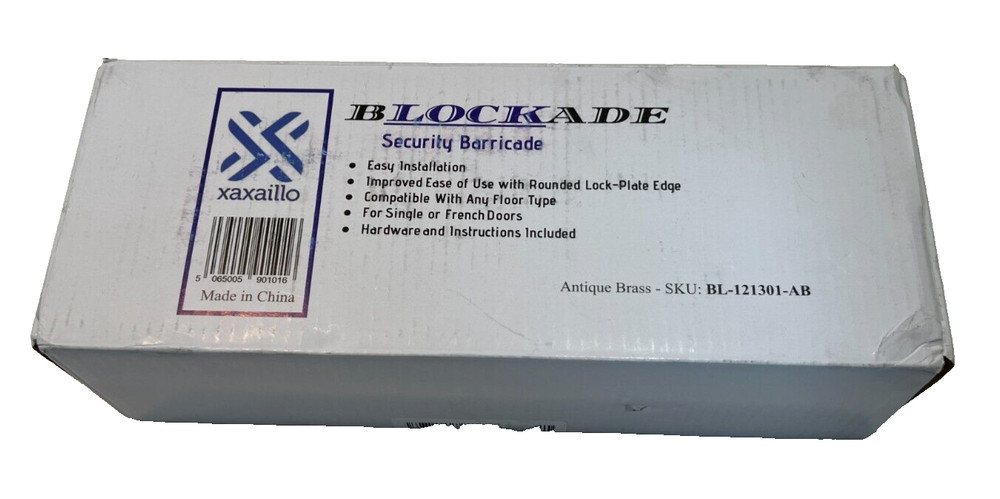 xaxaillo
5 065005 901016
Made in China
BLOCKADE
Security Barricade
• Easy Installation
• Improved Ease of Use with Rounded Lock-Plate Edge
• Compatible With Any Floor Type
• For Single or French Doors
• Hardware and Instructions Included
Antique Brass - SKU: BL-121301-AB